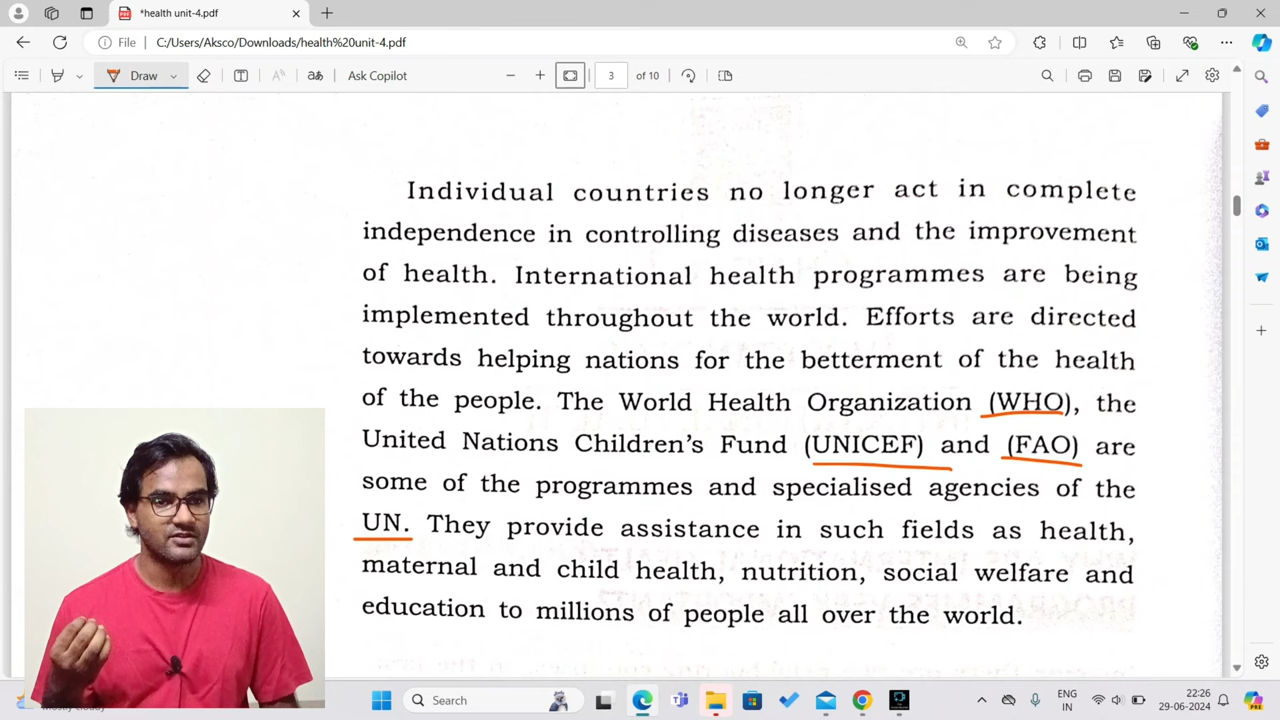 *health unit-4.pdf
File C:/Users/Aksco/Downloads/health%20unit-4.pdf
Draw Ask Copilot 3 of 10
Individual countries no longer act in complete
independence in controlling diseases and the improvement
of health. International health programmes are being
implemented throughout the world. Efforts are directed
towards helping nations for the betterment of the health
of the people. The World Health Organization (WHO), the
United Nations Children's Fund (UNICEF) and (FAO) are
some of the programmes and specialised agencies of the
UN. They provide assistance in such fields as health,
maternal and child health, nutrition, social welfare and
education to millions of people all over the world.
Mostly cloudy
Search
ENG
IN
22:26
29-06-2024